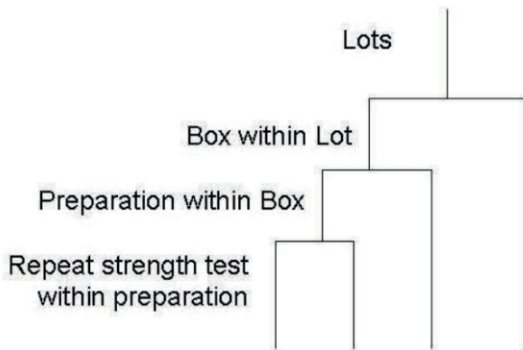 Lots
Box within Lot
Preparation within Box
Repeat strength test
within preparation